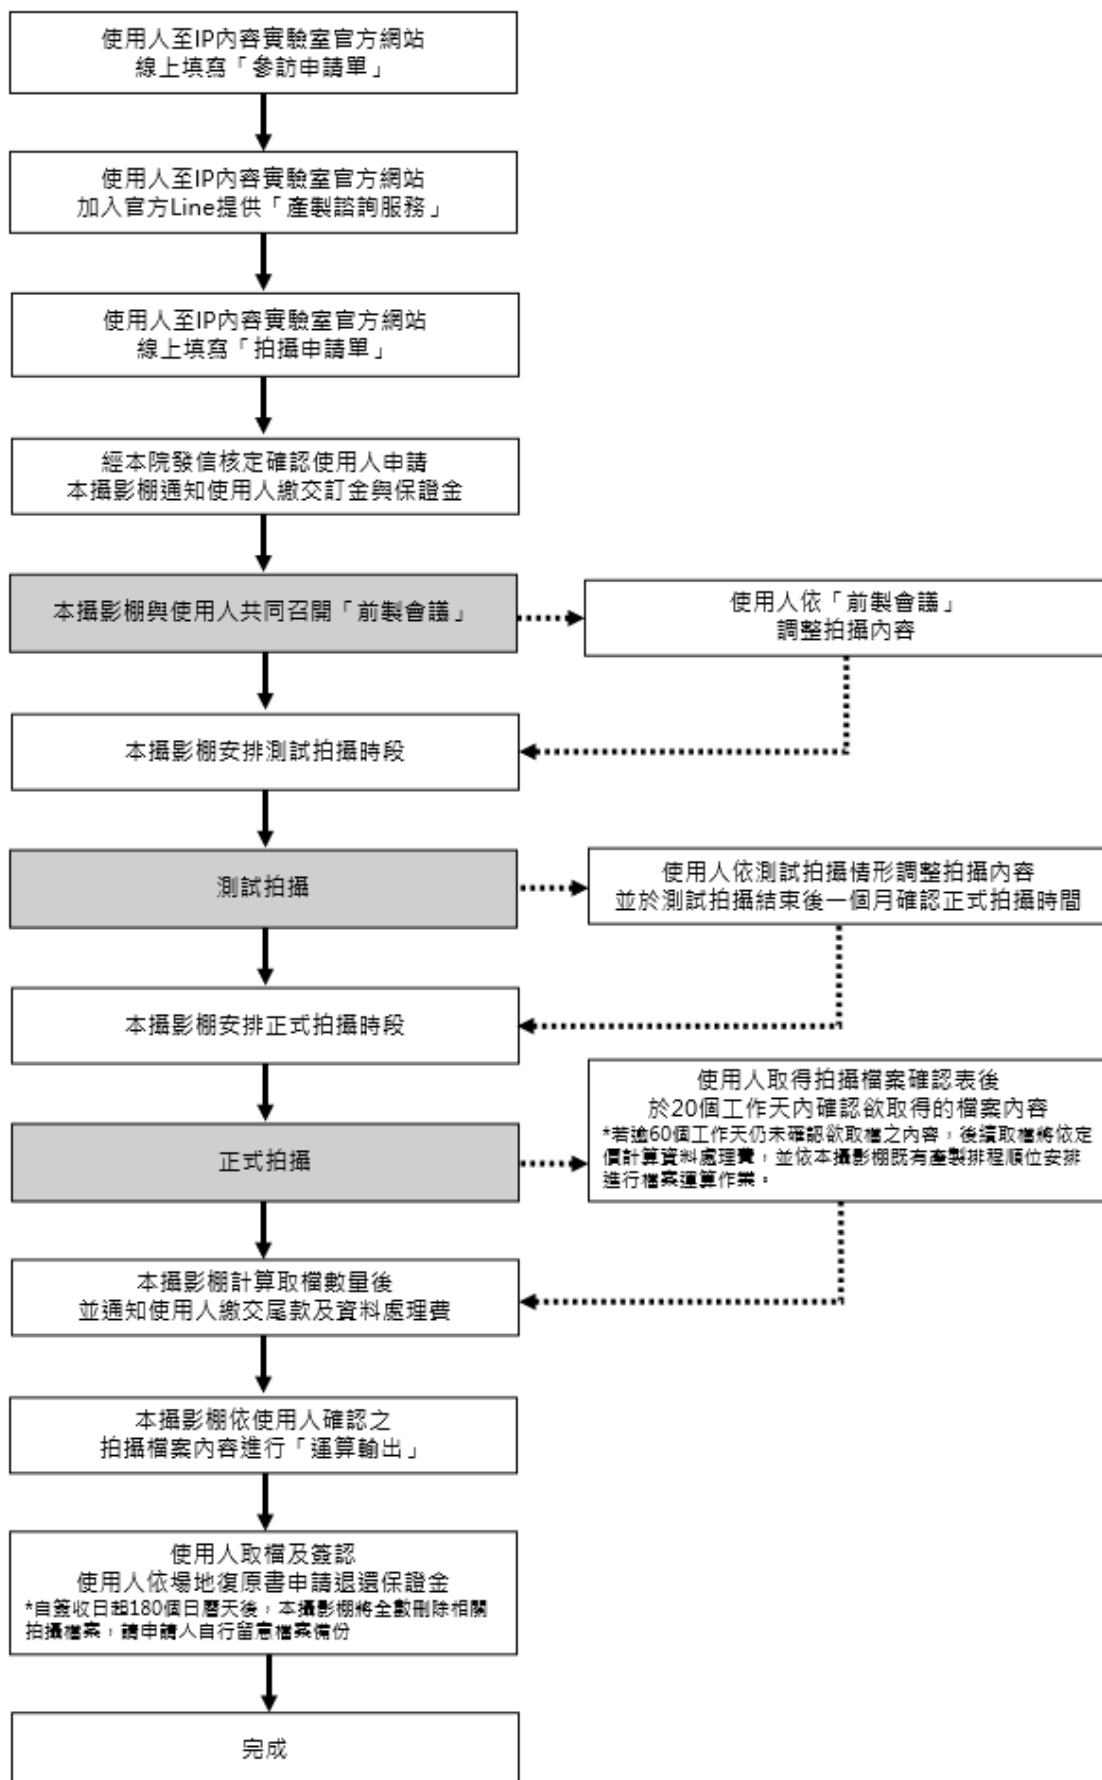 使用人至IP內容實驗室官方網站
線上填寫「參訪申請單」
使用人至IP內容實驗室官方網站
加入官方Line提供「產製諮詢服務」
使用人至IP內容實驗室官方網站
線上填寫「拍攝申請單」
經本院發信核定確認使用人申請
本攝影棚通知使用人繳交訂金與保證金
本攝影棚與使用人共同召開「前製會議」
使用人依「前製會議」
調整拍攝內容
本攝影棚安排測試拍攝時段
測試拍攝
使用人依測試拍攝情形調整拍攝內容
並於測試拍攝結束後一個月確認正式拍攝時間
本攝影棚安排正式拍攝時段
正式拍攝
使用人取得拍攝檔案確認表後
於20個工作天內確認欲取得的檔案內容
*若逾60個工作天仍未確認欲取檔之內容，後續取檔將依定
價計算資料處理費，並依本攝影棚既有產製排程順位安排
進行檔案運算作業。
本攝影棚計算取檔數量後
並通知使用人繳交尾款及資料處理費
本攝影棚依使用人確認之
拍攝檔案內容進行「運算輸出」
使用人取檔及簽認
使用人依場地復原書申請退還保證金
*自簽收日起180個日曆天後，本攝影棚將全數刪除相關
拍攝檔案，請申請人自行留意檔案備份
完成